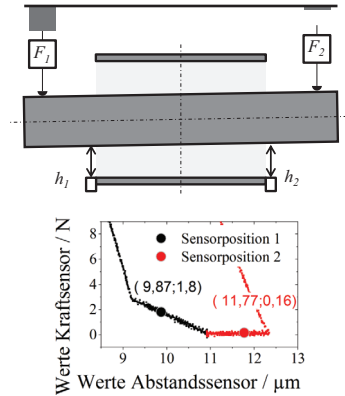 F1
F2
h1
h2
Werte Kraftsensor / N
8
6
4
2
0
Sensorposition 1
Sensorposition 2
( 9,87;1,8)
( 11,77;0,16)
9 10 11 12 13
Werte Abstandssensor / µm